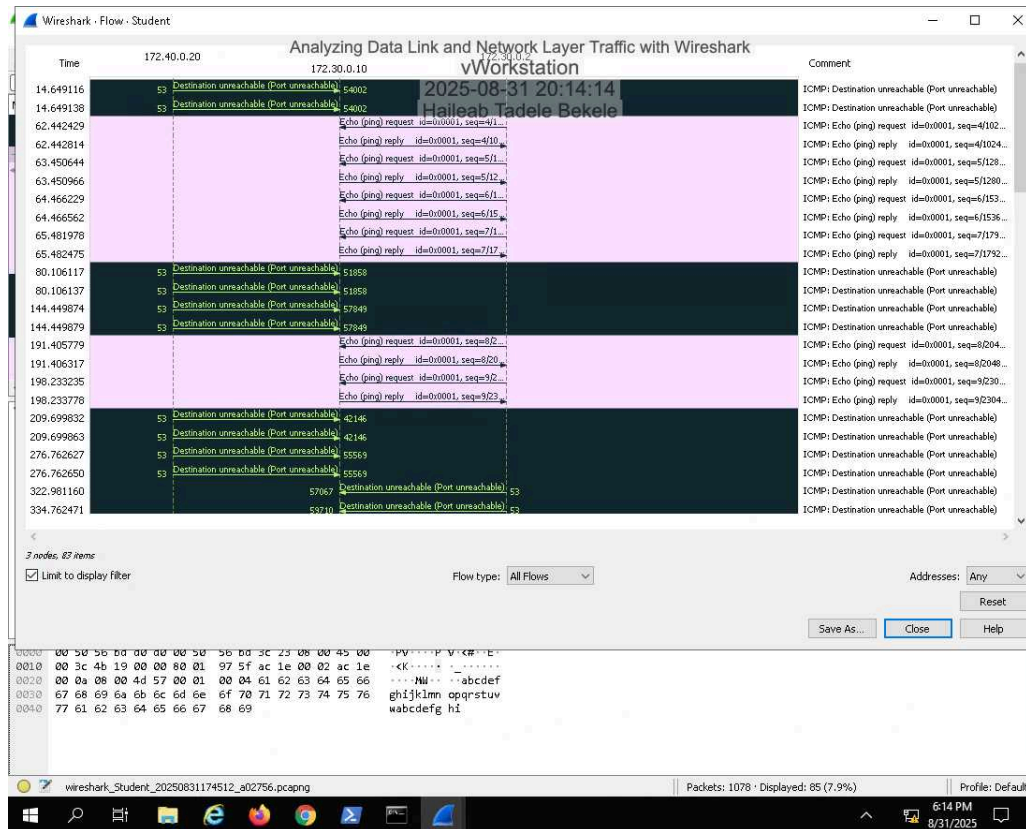 Wireshark · Flow · Student
Analyzing Data Link and Network Layer Traffic with Wireshark
vWorkstation
2025-08-31 20:14:14
Haileab Tadele Bekele
Time 172.40.0.20 172.30.0.10 172.30.0.2 Comment
14.649116 53 Destination unreachable (Port unreachable) 54002 ICMP: Destination unreachable (Port unreachable)
14.649138 53 Destination unreachable (Port unreachable) 54002 ICMP: Destination unreachable (Port unreachable)
62.442429 Echo (ping) request id=0x0001, seq=4/1... ICMP: Echo (ping) request id=0x0001, seq=4/102...
62.442814 Echo (ping) reply id=0x0001, seq=4/10... ICMP: Echo (ping) reply id=0x0001, seq=4/1024...
63.450644 Echo (ping) request id=0x0001, seq=5/1... ICMP: Echo (ping) request id=0x0001, seq=5/128...
63.450966 Echo (ping) reply id=0x0001, seq=5/12... ICMP: Echo (ping) reply id=0x0001, seq=5/1280...
64.466229 Echo (ping) request id=0x0001, seq=6/1... ICMP: Echo (ping) request id=0x0001, seq=6/153...
64.466562 Echo (ping) reply id=0x0001, seq=6/15... ICMP: Echo (ping) reply id=0x0001, seq=6/1536...
65.481978 Echo (ping) request id=0x0001, seq=7/1... ICMP: Echo (ping) request id=0x0001, seq=7/179...
65.482475 Echo (ping) reply id=0x0001, seq=7/17... ICMP: Echo (ping) reply id=0x0001, seq=7/1792...
80.106117 53 Destination unreachable (Port unreachable) 51858 ICMP: Destination unreachable (Port unreachable)
80.106137 53 Destination unreachable (Port unreachable) 51858 ICMP: Destination unreachable (Port unreachable)
144.449874 53 Destination unreachable (Port unreachable) 57849 ICMP: Destination unreachable (Port unreachable)
144.449879 53 Destination unreachable (Port unreachable) 57849 ICMP: Destination unreachable (Port unreachable)
191.405779 Echo (ping) request id=0x0001, seq=8/2... ICMP: Echo (ping) request id=0x0001, seq=8/204...
191.406317 Echo (ping) reply id=0x0001, seq=8/20... ICMP: Echo (ping) reply id=0x0001, seq=8/2048...
198.233235 Echo (ping) request id=0x0001, seq=9/2... ICMP: Echo (ping) request id=0x0001, seq=9/230...
198.233778 Echo (ping) reply id=0x0001, seq=9/23... ICMP: Echo (ping) reply id=0x0001, seq=9/2304...
209.699832 53 Destination unreachable (Port unreachable) 42146 ICMP: Destination unreachable (Port unreachable)
209.699863 53 Destination unreachable (Port unreachable) 42146 ICMP: Destination unreachable (Port unreachable)
276.762627 53 Destination unreachable (Port unreachable) 55569 ICMP: Destination unreachable (Port unreachable)
276.762650 53 Destination unreachable (Port unreachable) 55569 ICMP: Destination unreachable (Port unreachable)
322.981160 57067 Destination unreachable (Port unreachable) 53 ICMP: Destination unreachable (Port unreachable)
334.762471 59710 Destination unreachable (Port unreachable) 53 ICMP: Destination unreachable (Port unreachable)
3 nodes, 83 items
Limit to display filter Flow type: All Flows Addresses: Any
Reset
Save As... Close Help
0010 00 3c 4b 19 00 00 80 01 97 5f ac 1e 00 02 ac 1e ·<K····· ·_······
0020 00 0a 08 00 4d 57 00 01 00 04 61 62 63 64 65 66 ····MW·· ··abcdef
0030 67 68 69 6a 6b 6c 6d 6e 6f 70 71 72 73 74 75 76 ghijklmn opqrstuv
0040 77 61 62 63 64 65 66 67 68 69 wabcdefg hi
wireshark_Student_20250831174512_a02756.pcapng Packets: 1078 · Displayed: 85 (7.9%) Profile: Default
6:14 PM
8/31/2025